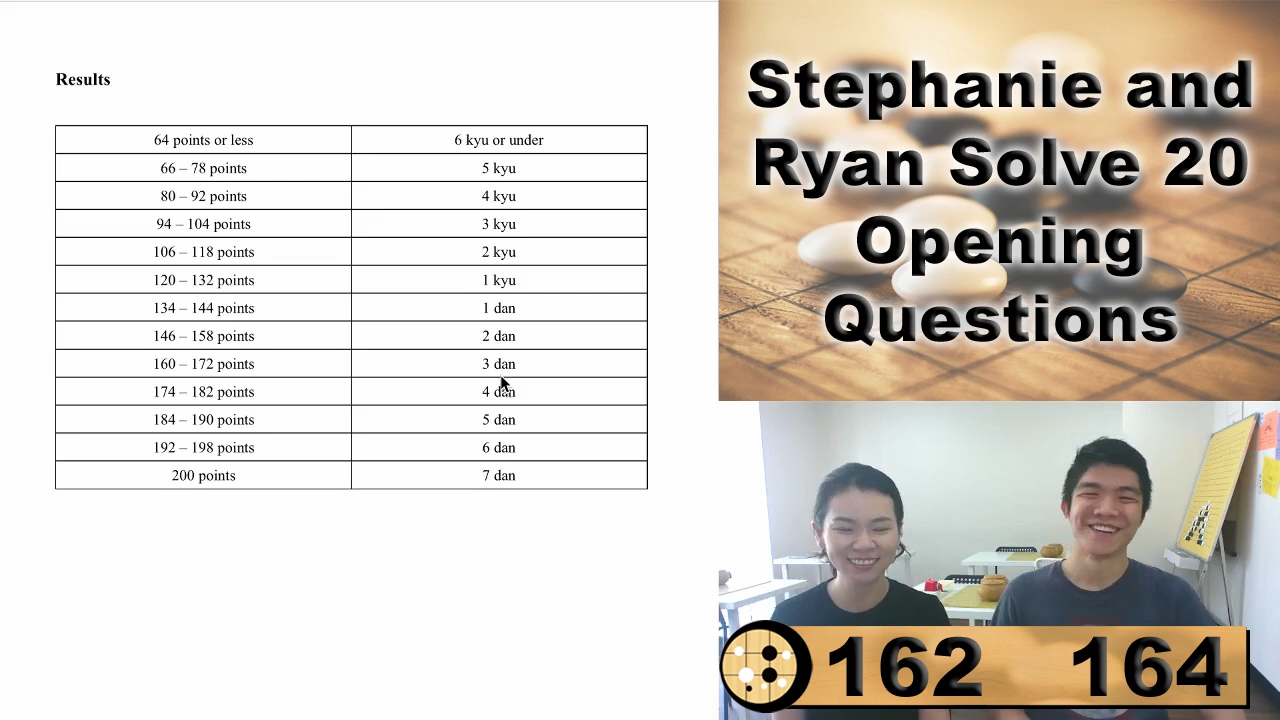 Results
64 points or less 6 kyu or under
66 – 78 points 5 kyu
80 – 92 points 4 kyu
94 – 104 points 3 kyu
106 – 118 points 2 kyu
120 – 132 points 1 kyu
134 – 144 points 1 dan
146 – 158 points 2 dan
160 – 172 points 3 dan
174 – 182 points 4 dan
184 – 190 points 5 dan
192 – 198 points 6 dan
200 points 7 dan
Stephanie and
Ryan Solve 20
Opening
Questions
162 164